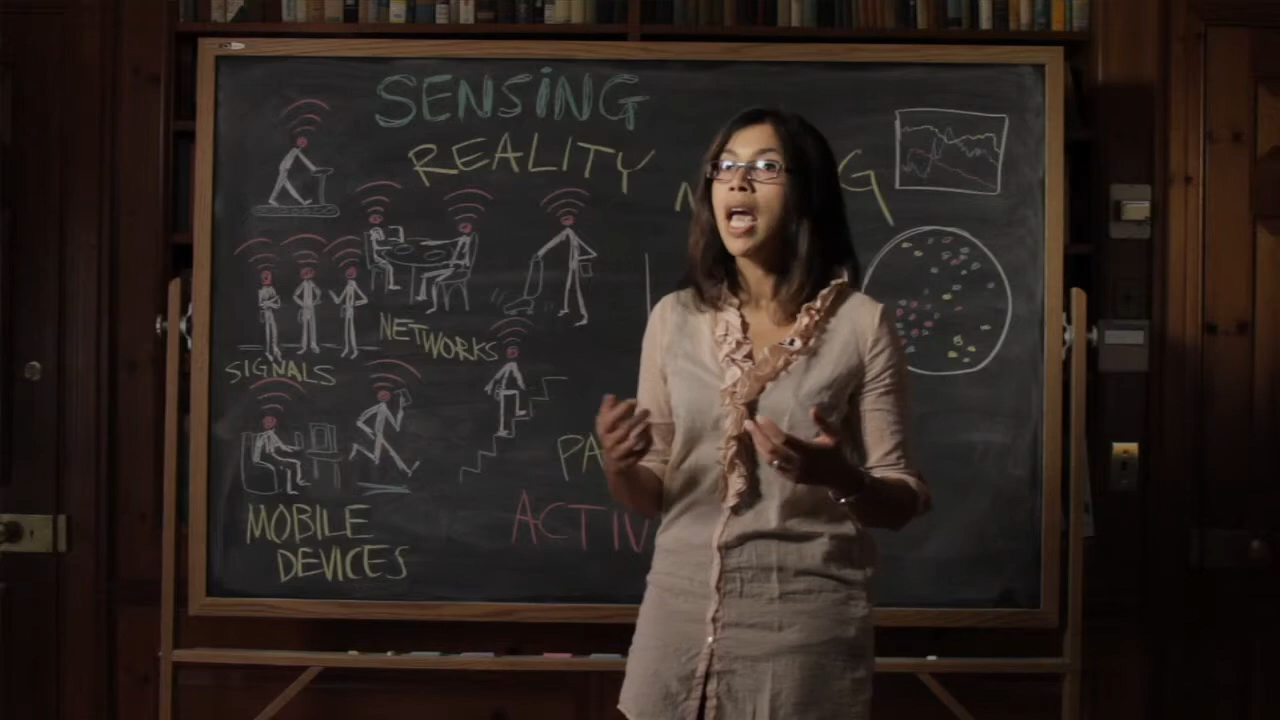 SENSiNG
REALITY
NETWORKS
SIGNALS
MOBILE
DEVICES